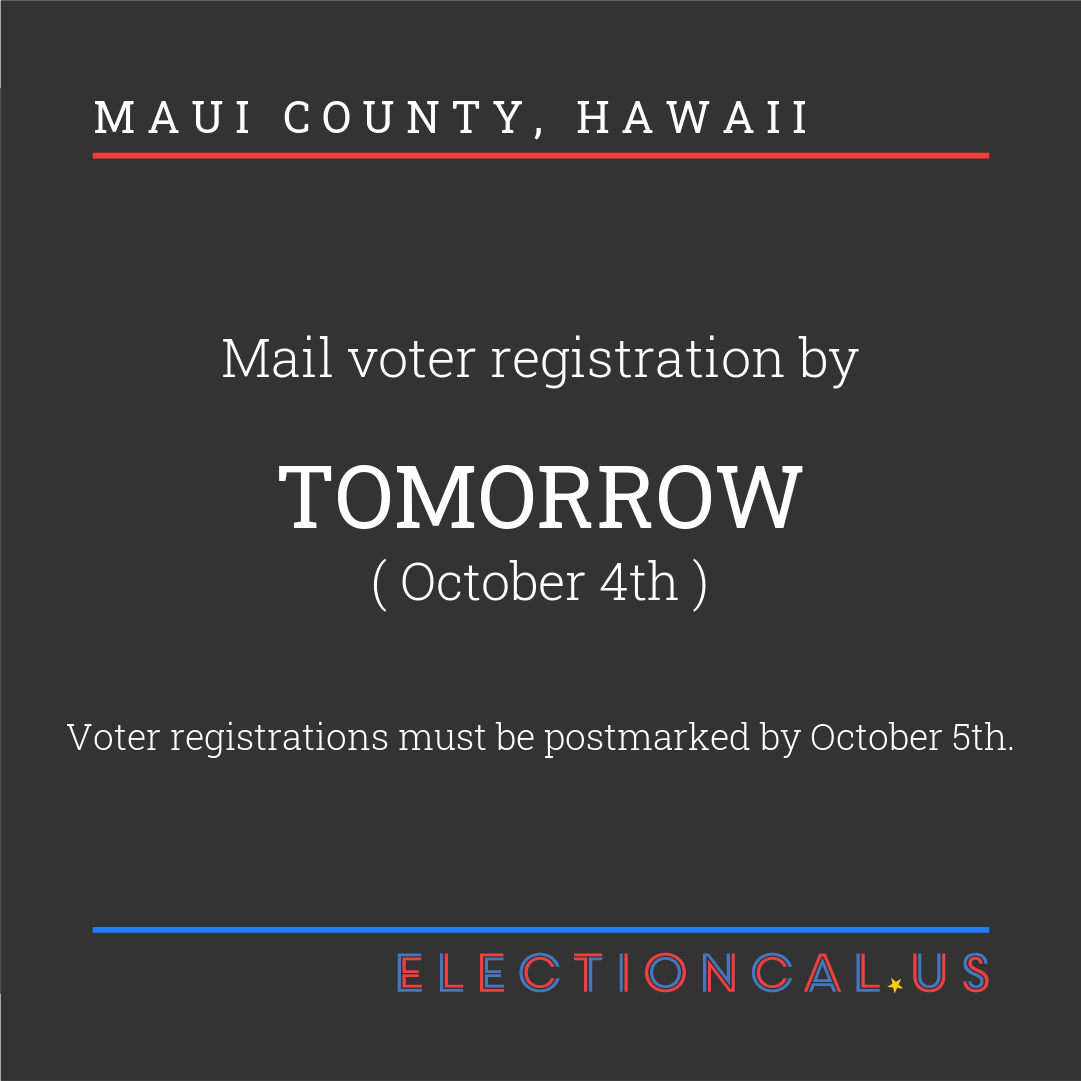 MAUI COUNTY, HAWAII
Mail voter registration by
TOMORROW
( October 4th )
Voter registrations must be postmarked by October 5th.
ELECTIONCAL.US